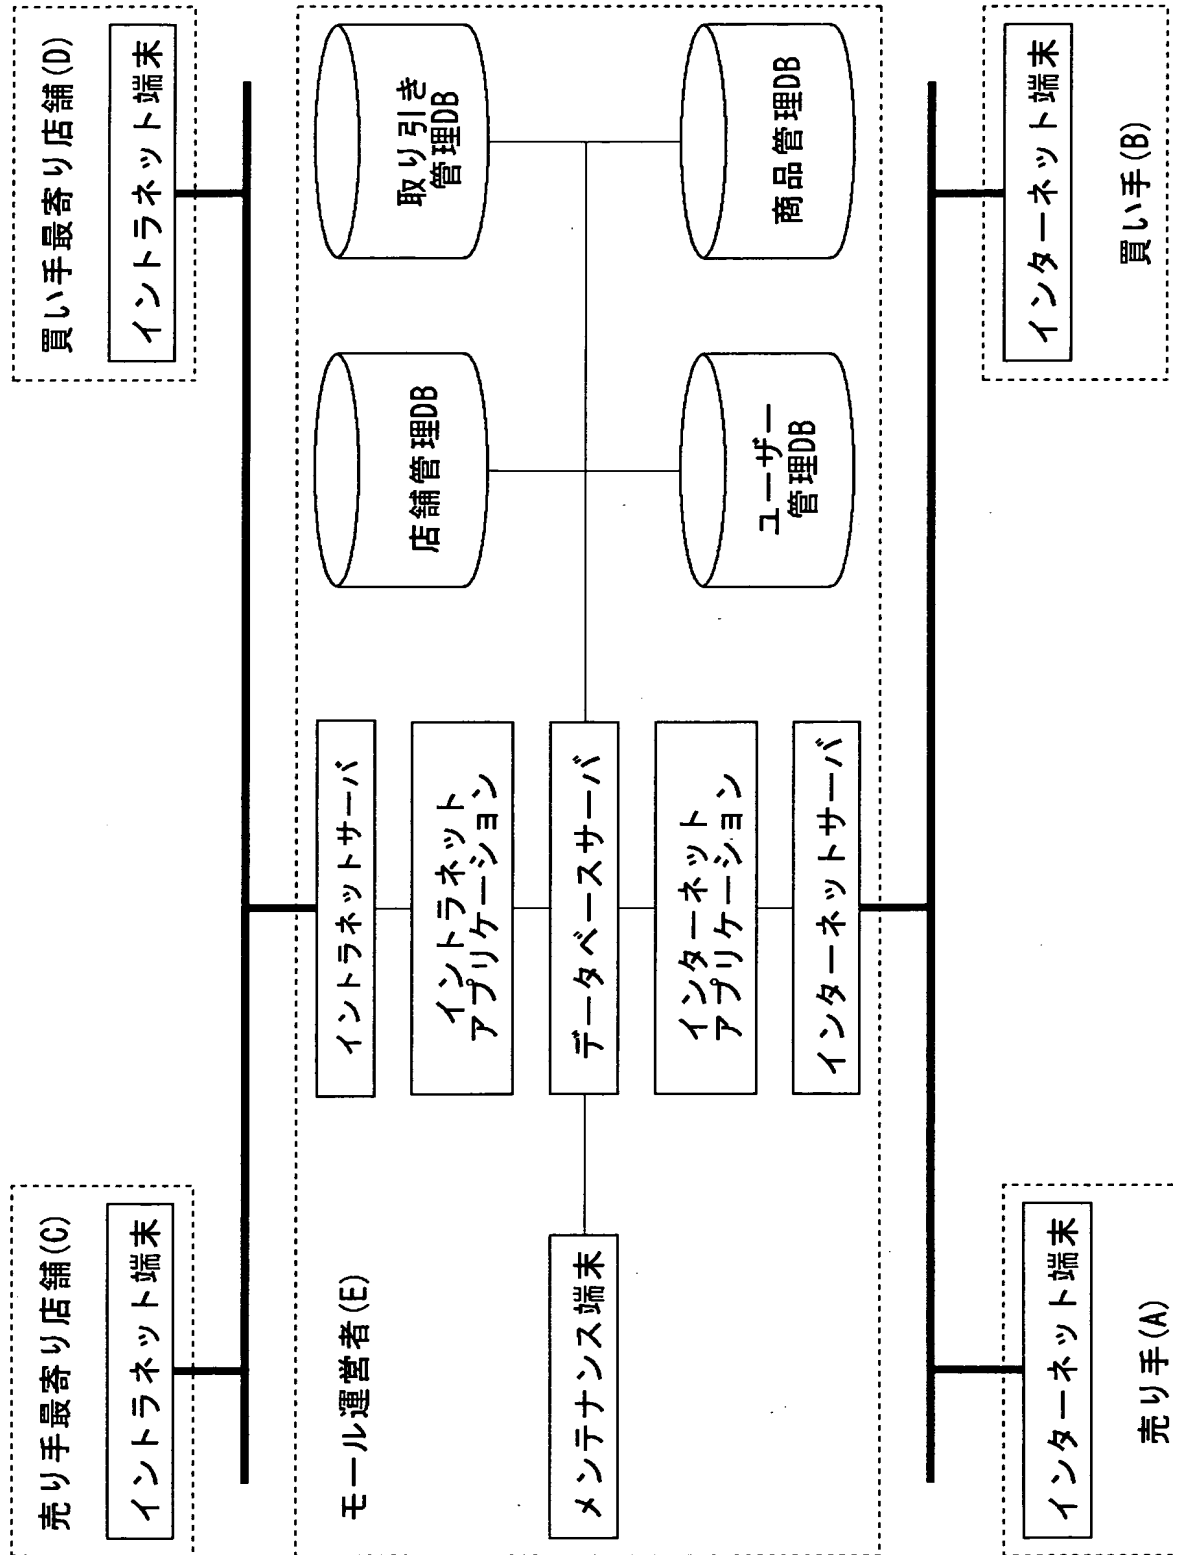 売り手最寄り店舗(C)
イントラネット端末
買い手最寄り店舗(D)
イントラネット端末
モール運営者(E)
イントラネットサーバ
イントラネット
アプリケーション
データベースサーバ
インターネット
アプリケーション
インターネットサーバ
メンテナンス端末
店舗管理DB
取り引き
管理DB
ユーザー
管理DB
商品管理DB
インターネット端末
売り手(A)
インターネット端末
買い手(B)